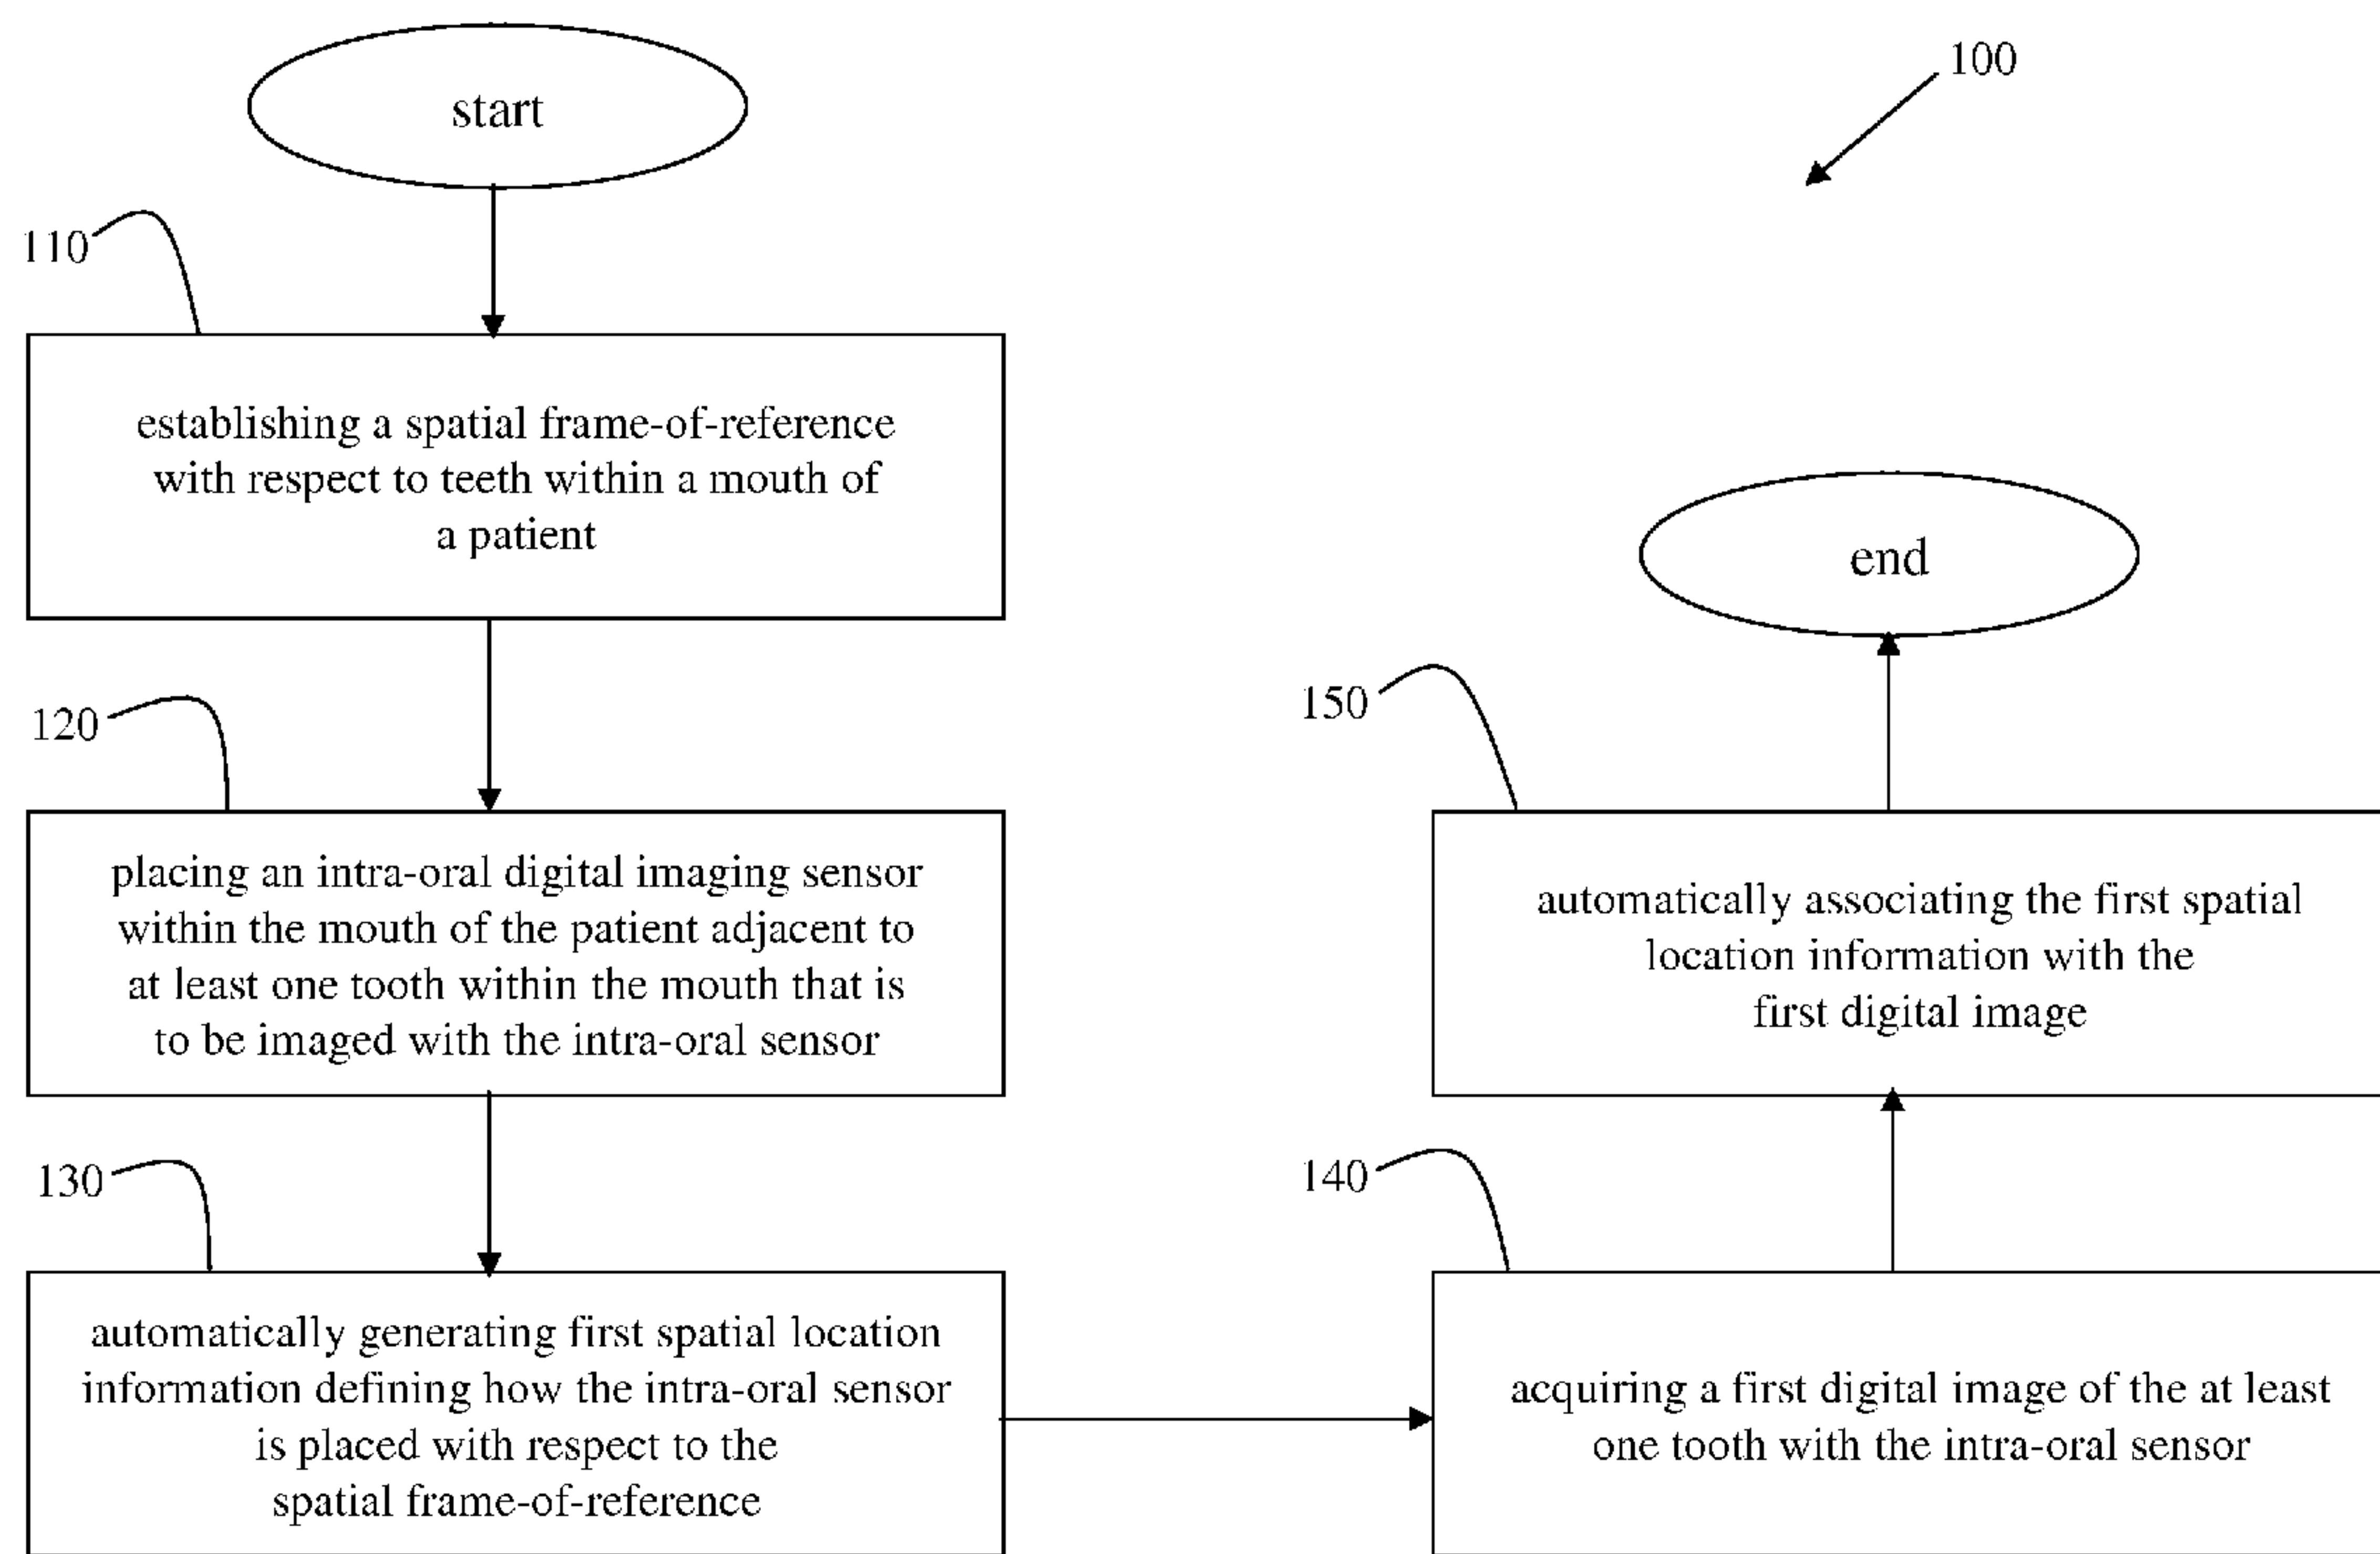 start
100
110
establishing a spatial frame-of-reference
with respect to teeth within a mouth of
a patient
120
placing an intra-oral digital imaging sensor
within the mouth of the patient adjacent to
at least one tooth within the mouth that is
to be imaged with the intra-oral sensor
130
automatically generating first spatial location
information defining how the intra-oral sensor
is placed with respect to the
spatial frame-of-reference
140
acquiring a first digital image of the at least
one tooth with the intra-oral sensor
150
automatically associating the first spatial
location information with the
first digital image
end